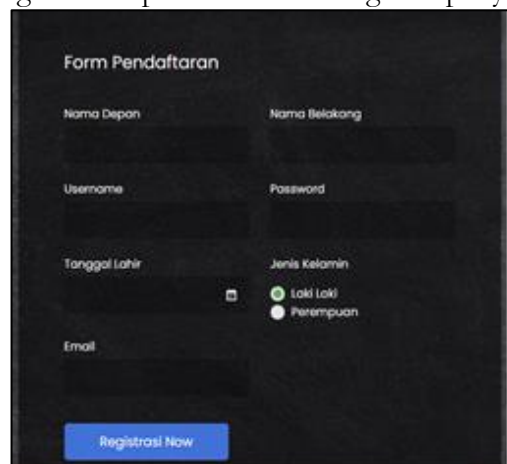 Form Pendaftaran
Nama Depan
Nama Belakang
Username
Password
Tanggal Lahir
Jenis Kelamin
Laki Laki
Perempuan
Email
Registrasi Now